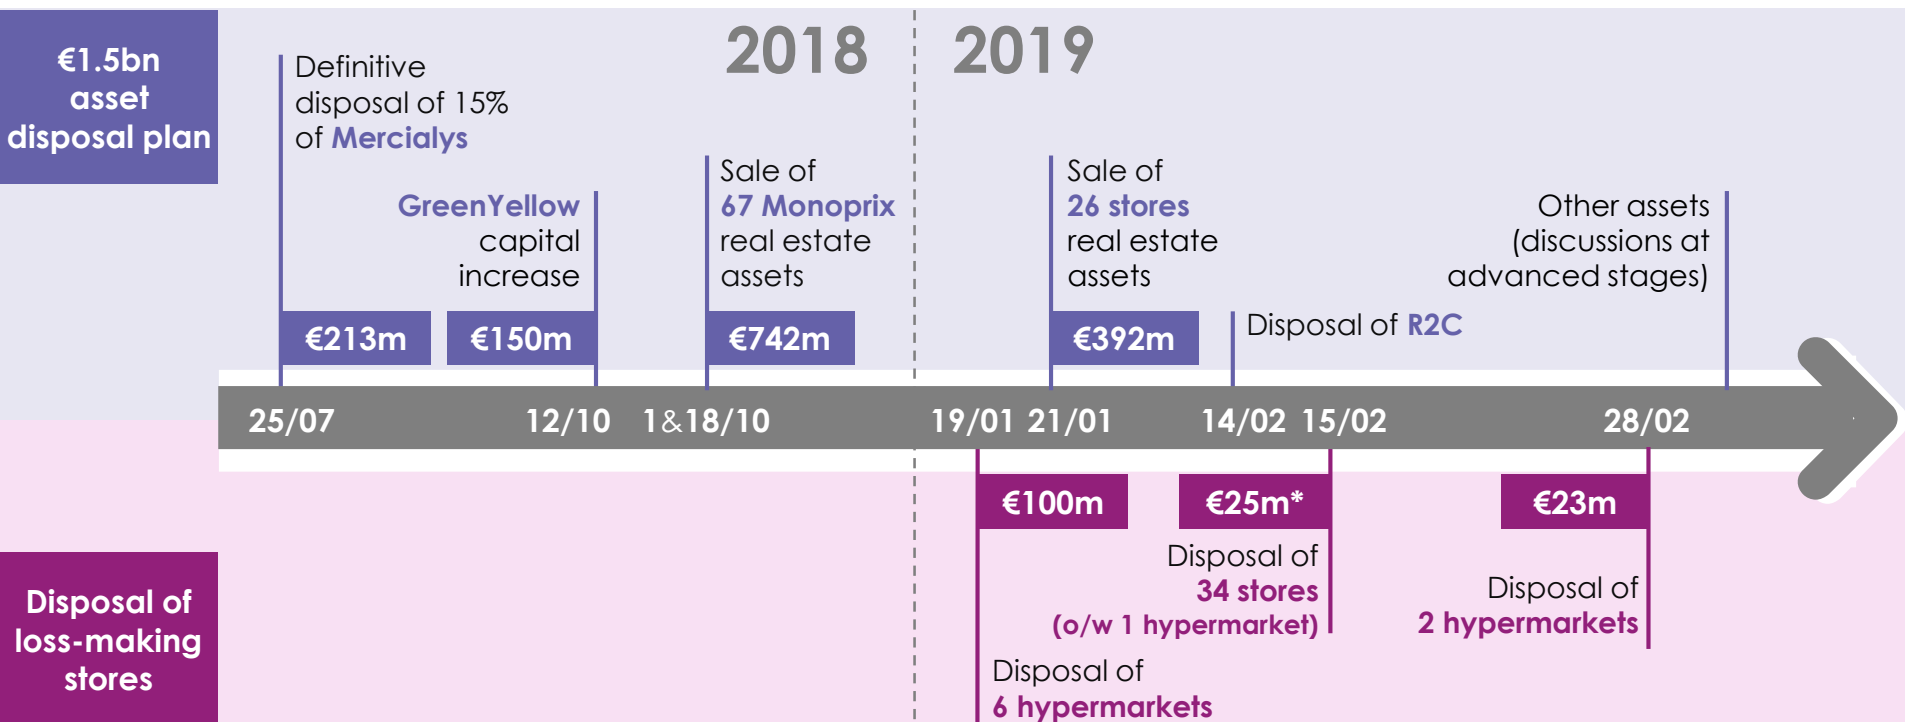 €1.5bn
asset
disposal plan
2018
2019
Definitive
disposal of 15%
of Mercialys
€213m
GreenYellow
capital
increase
€150m
Sale of
67 Monoprix
real estate
assets
€742m
Sale of
26 stores
real estate
assets
€392m
Disposal of R2C
Other assets
(discussions at
advanced stages)
25/07
12/10
1&18/10
19/01
21/01
14/02
15/02
28/02
Disposal of
loss-making
stores
€100m
Disposal of
6 hypermarkets
€25m*
Disposal of
34 stores
(o/w 1 hypermarket)
€23m
Disposal of
2 hypermarkets